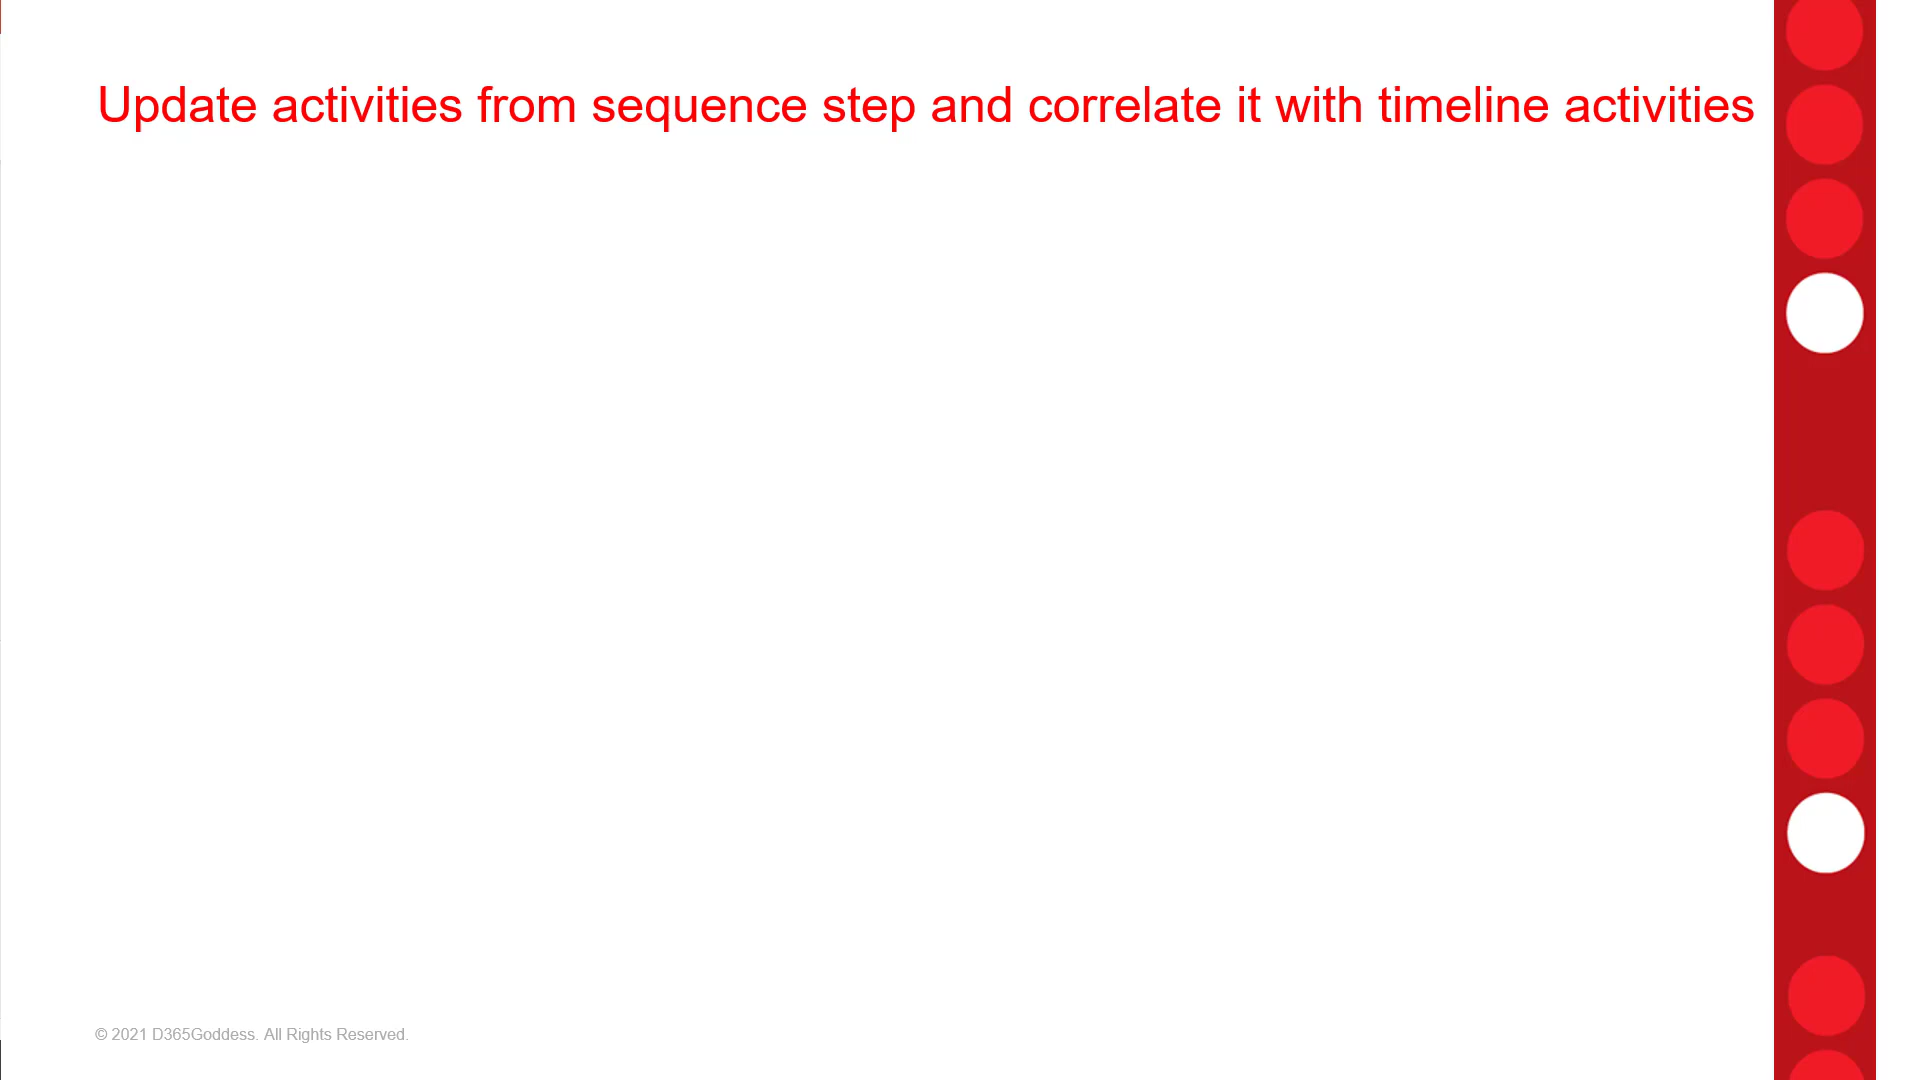 Update activities from sequence step and correlate it with timeline activities
© 2021 D365Goddess. All Rights Reserved.